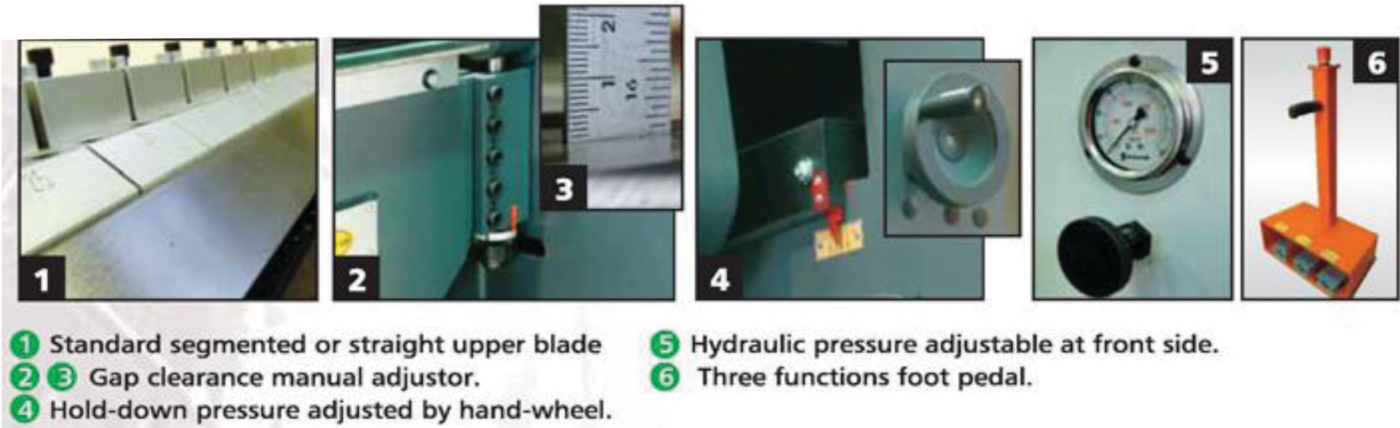 3
5
6
1
2
4
1 Standard segmented or straight upper blade
2 3 Gap clearance manual adjustor.
4 Hold-down pressure adjusted by hand-wheel.
5 Hydraulic pressure adjustable at front side.
6 Three functions foot pedal.